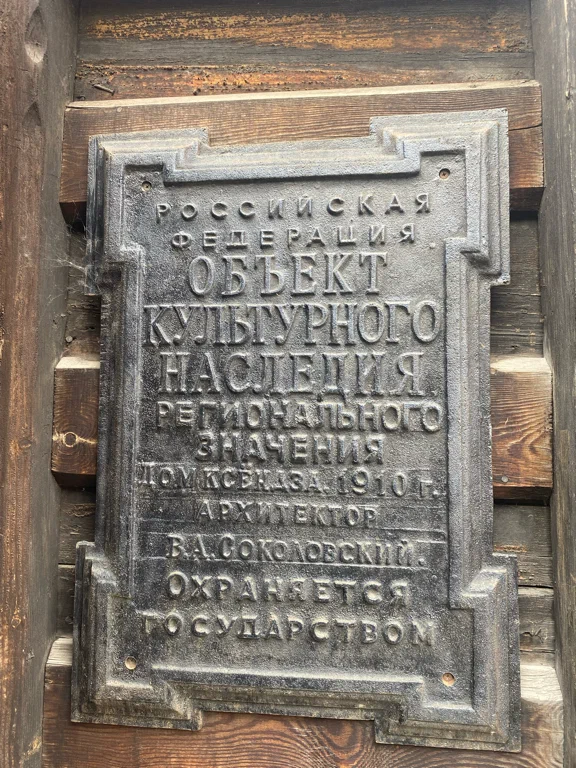 РОССИЙСКАЯ
ФЕДЕРАЦИЯ
ОБЪЕКТ
КУЛЬТУРНОГО
НАСЛЕДИЯ
РЕГИОНАЛЬНОГО
ЗНАЧЕНИЯ
ДОМ КСЁНДЗА. 1910 г.
АРХИТЕКТОР
В.А. СОКОЛОВСКИЙ.
ОХРАНЯЕТСЯ
ГОСУДАРСТВОМ